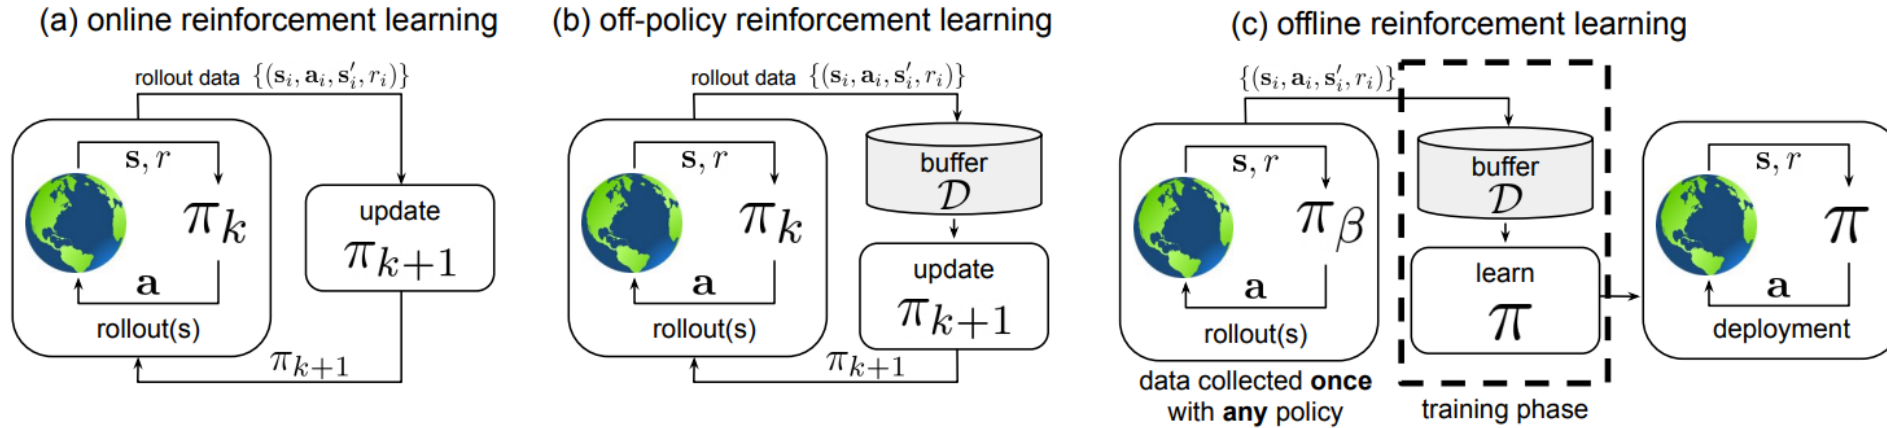 (a) online reinforcement learning
rollout data {(s_i, a_i, s'_i, r_i)}
s, r
π_k
a
rollout(s)
update
π_{k+1}
π_{k+1}
(b) off-policy reinforcement learning
rollout data {(s_i, a_i, s'_i, r_i)}
s, r
π_k
a
rollout(s)
buffer
𝒟
update
π_{k+1}
π_{k+1}
(c) offline reinforcement learning
{(s_i, a_i, s'_i, r_i)}
s, r
π_β
a
rollout(s)
data collected once
with any policy
buffer
𝒟
learn
π
training phase
s, r
π
a
deployment